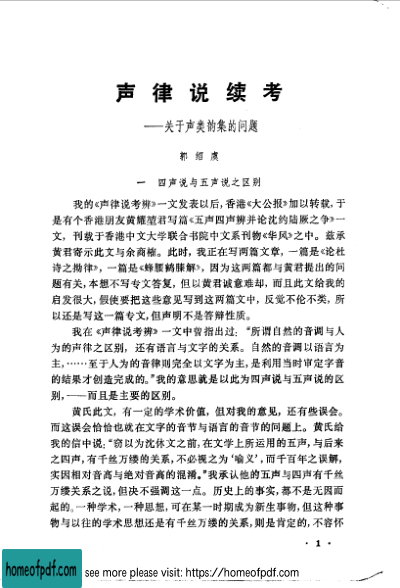 声律说续考
——关于声类韵集的问题
郭绍虞
一 四声说与五声说之区别
我的《声律说考辨》一文发表以后，香港《大公报》加以转载，于
是有个香港朋友黄耀堃君写篇《五声四声辨并论沈约陆厥之争》一
文，刊载于香港中文大学联合书院中文系刊物《华风》之中。兹承
黄君寄示此文与余商榷。此时，我正在写两篇文章，一篇是《论杜
诗之拗律》，一篇是《蜂腰鹤膝解》，因为这两篇都与黄君提出的问
题有关，本想不写专文答复，但以黄君诚意难却，而且此文给我的
启发很大，假使要把这些意见写到这两篇文中，反觉不伦不类，所
以还是写这一专文，但声明不是答辩性质。
我在《声律说考辨》一文中曾指出过：“所谓自然的音调与人
为的声律之区别，还有语言与文字的关系。自然的音调以语言为
主，……至于人为的音律则完全以文字为主，是利用当时审定字音
的结果才创造完成的。”我的意思就是以此为四声说与五声说的区
别，——而且是主要的区别。
黄氏此文，有一定的学术价值，但对我的意见，还有些误会。
而这误会恰恰也就在文字的音节与语言的音节的问题上。黄氏给
我的信中说：“窃以为沈休文之前，在文学上所运用的五声，与后来
之四声，有千丝万缕的关系，不必视之为‘喻义’，而千百年之误解，
实因相对音高与绝对音高的混淆。”我承认他的五声与四声有千丝
万缕关系之说，但决不强调这一点。历史上的事实，都不是无因而
起的。一种学术，一种思想，可在某一时期成为新生事物，但这种事
物与以往的学术思想还是有千丝万缕的关系，则是肯定的，不容怀
· 1 ·
homeofpdf.com
see more please visit: https://homeofpdf.com